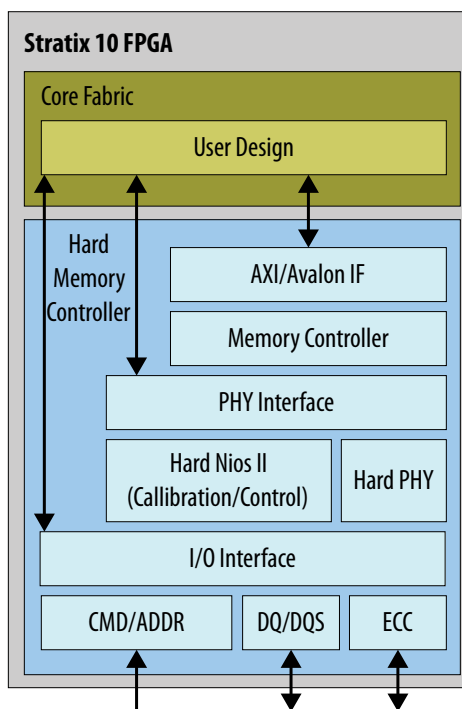 Stratix 10 FPGA
Core Fabric
User Design
Hard
Memory
Controller
AXI/Avalon IF
Memory Controller
PHY Interface
Hard Nios II
(Callibration/Control)
Hard PHY
I/O Interface
CMD/ADDR
DQ/DQS
ECC